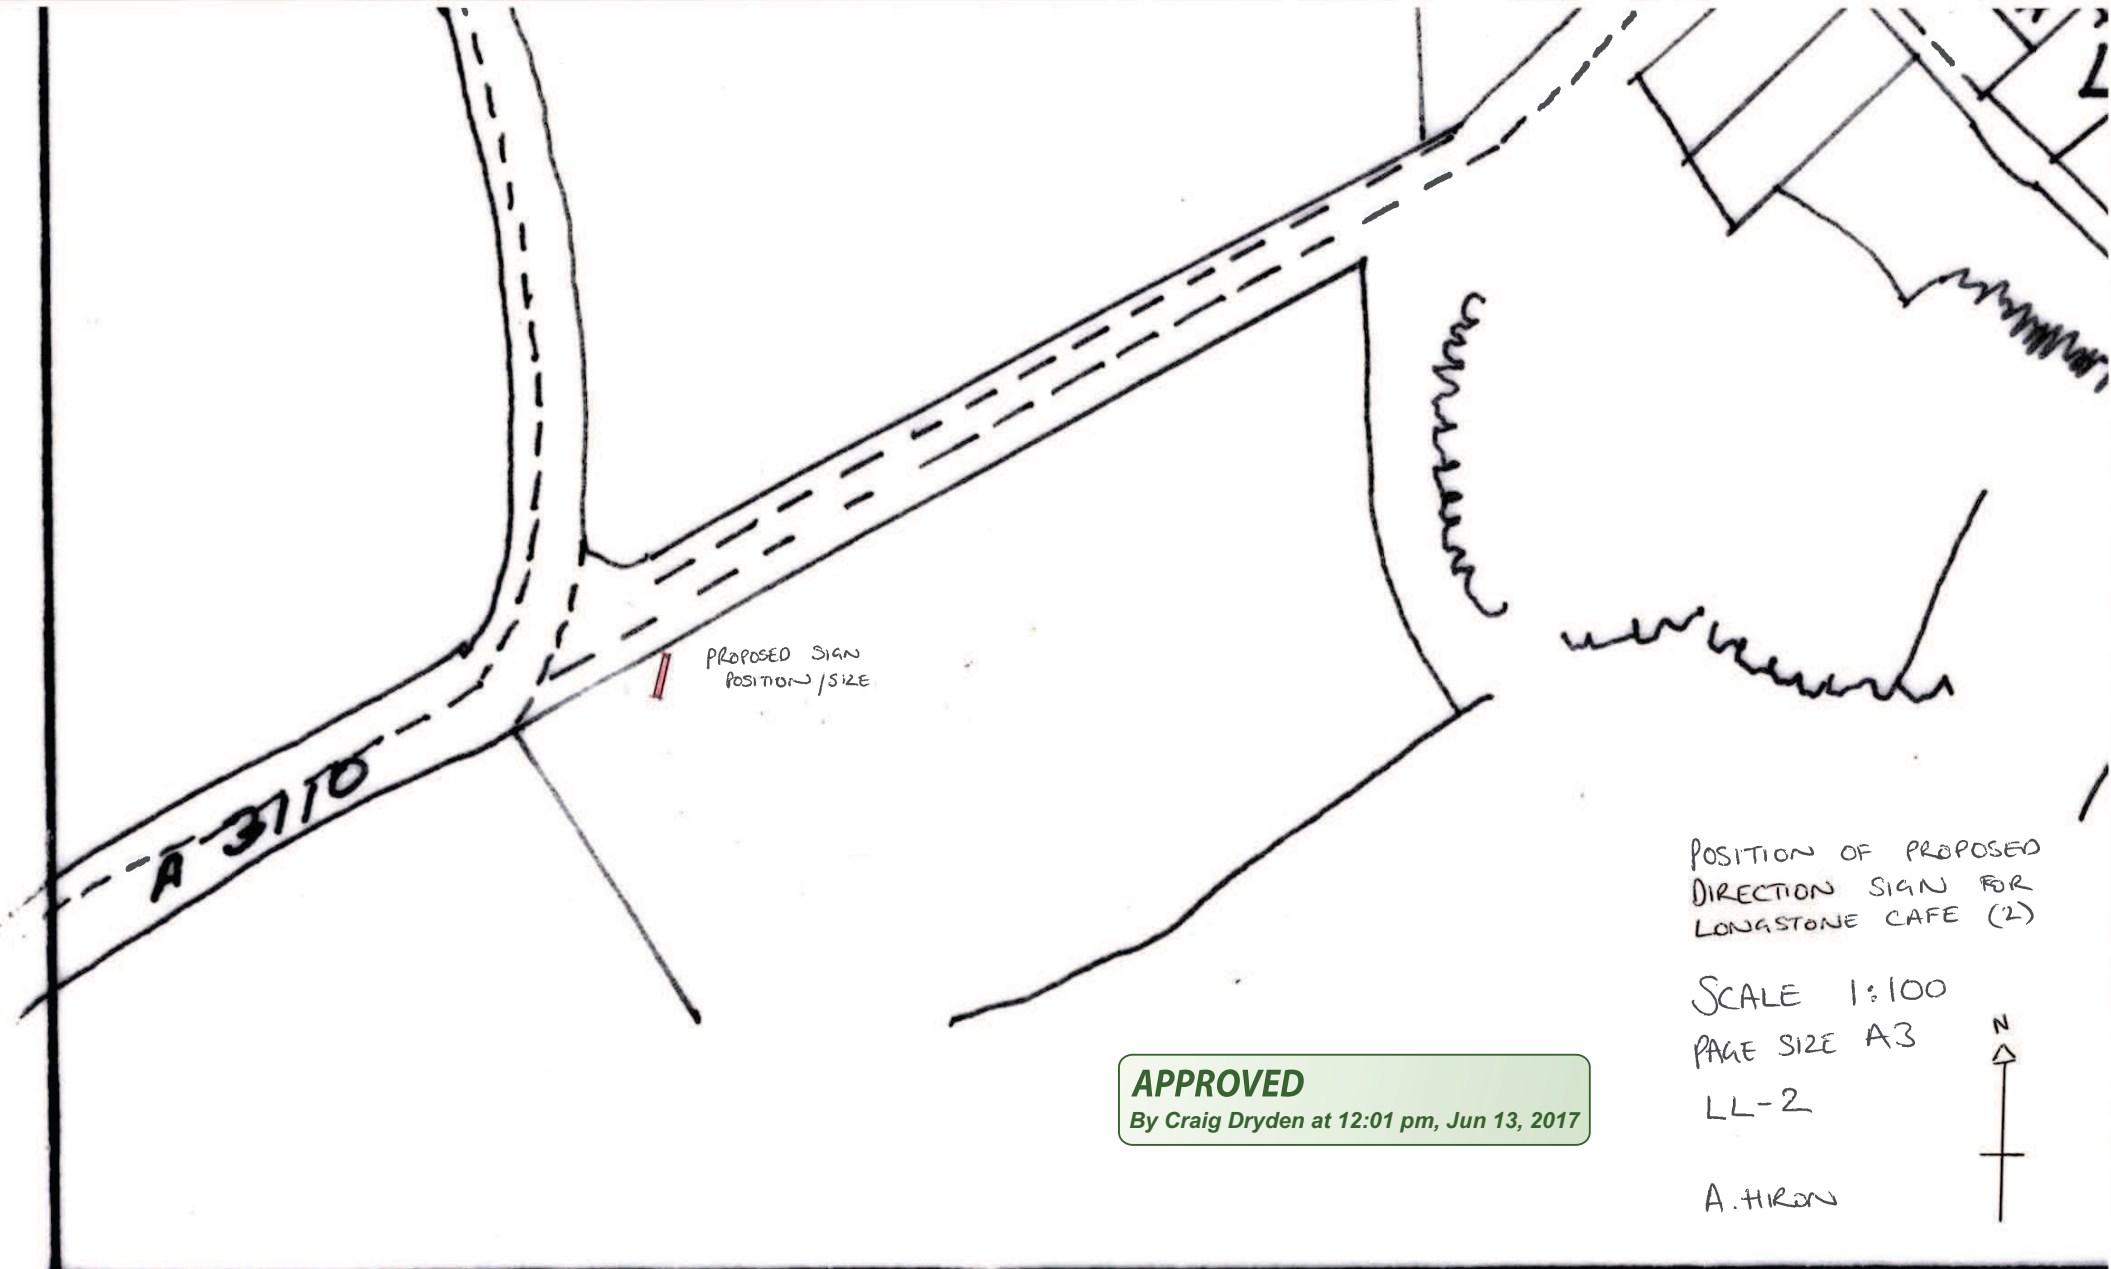 PROPOSED SIGN
POSITION/SIZE
A 3110
POSITION OF PROPOSED
DIRECTION SIGN FOR
LONGSTONE CAFE (2)
SCALE 1:100
PAGE SIZE A3
LL-2
A. HIRON
N
APPROVED
By Craig Dryden at 12:01 pm, Jun 13, 2017